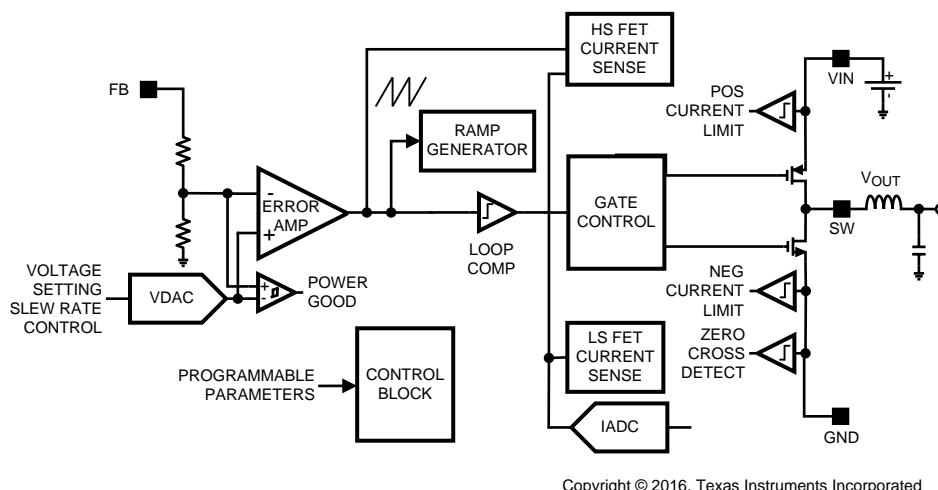 HS FET
CURRENT
SENSE
FB
VIN
+
-
POS
CURRENT
LIMIT
RAMP
GENERATOR
VOUT
-
ERROR
AMP
+
GATE
CONTROL
SW
LOOP
COMP
VOLTAGE
SETTING
SLEW RATE
CONTROL
VDAC
+
-
POWER
GOOD
NEG
CURRENT
LIMIT
LS FET
CURRENT
SENSE
ZERO
CROSS
DETECT
PROGRAMMABLE
PARAMETERS
CONTROL
BLOCK
IADC
GND
Copyright © 2016, Texas Instruments Incorporated